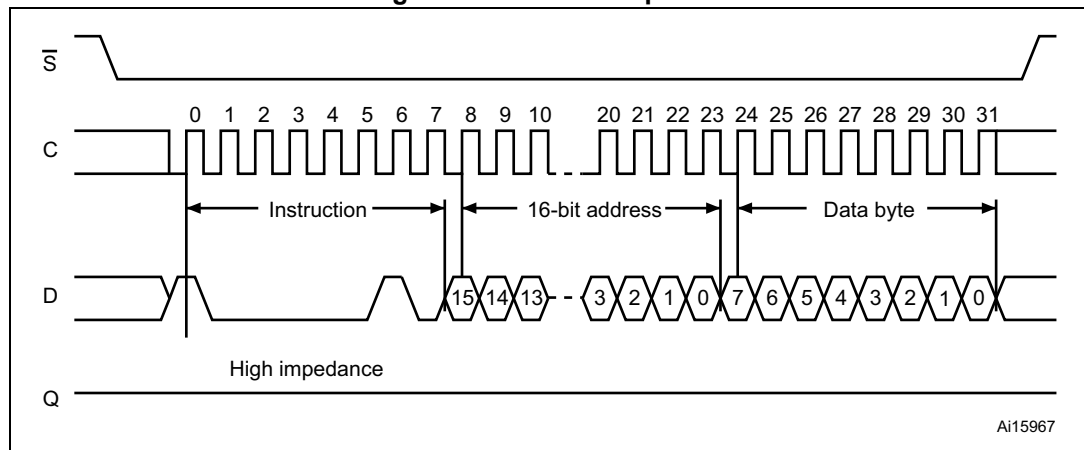 S
0 1 2 3 4 5 6 7 8 9 10 20 21 22 23 24 25 26 27 28 29 30 31
C
Instruction 16-bit address Data byte
D 15 14 13 3 2 1 0 7 6 5 4 3 2 1 0
High impedance
Q
Ai15967